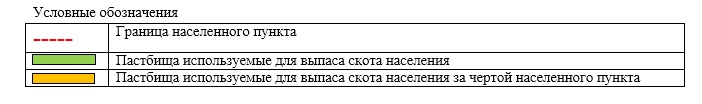 Условные обозначения
Граница населенного пункта
Пастбища используемые для выпаса скота населения
Пастбища используемые для выпаса скота населения за чертой населенного пункта